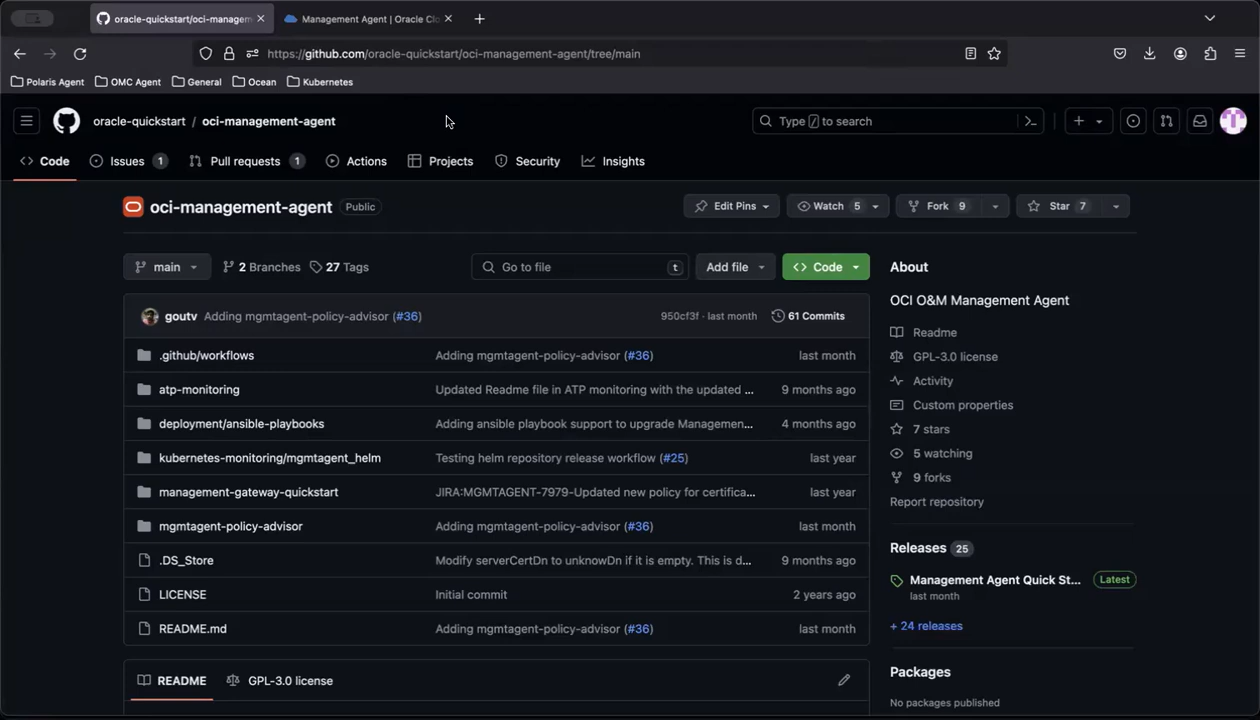 oracle-quickstart/oci-managem
Management Agent | Oracle Clo
https://github.com/oracle-quickstart/oci-management-agent/tree/main
Polaris Agent OMC Agent General Ocean Kubernetes
oracle-quickstart / oci-management-agent
Type / to search
Code Issues 1 Pull requests 1 Actions Projects Security Insights
oci-management-agent Public
Edit Pins Watch 5 Fork 9 Star 7
main 2 Branches 27 Tags Go to file t Add file Code
goutv Adding mgmtagent-policy-advisor (#36) 950cf3f · last month 61 Commits
.github/workflows Adding mgmtagent-policy-advisor (#36) last month
atp-monitoring Updated Readme file in ATP monitoring with the updated ... 9 months ago
deployment/ansible-playbooks Adding ansible playbook support to upgrade Managemen... 4 months ago
kubernetes-monitoring/mgmtagent_helm Testing helm repository release workflow (#25) last year
management-gateway-quickstart JIRA:MGMTAGENT-7979-Updated new policy for certifica... last year
mgmtagent-policy-advisor Adding mgmtagent-policy-advisor (#36) last month
.DS_Store Modify serverCertDn to unknowDn if it is empty. This is d... 9 months ago
LICENSE Initial commit 2 years ago
README.md Adding mgmtagent-policy-advisor (#36) last month
README GPL-3.0 license
About
OCI O&M Management Agent
Readme
GPL-3.0 license
Activity
Custom properties
7 stars
5 watching
9 forks
Report repository
Releases 25
Management Agent Quick St... Latest
last month
+ 24 releases
Packages
No packages published